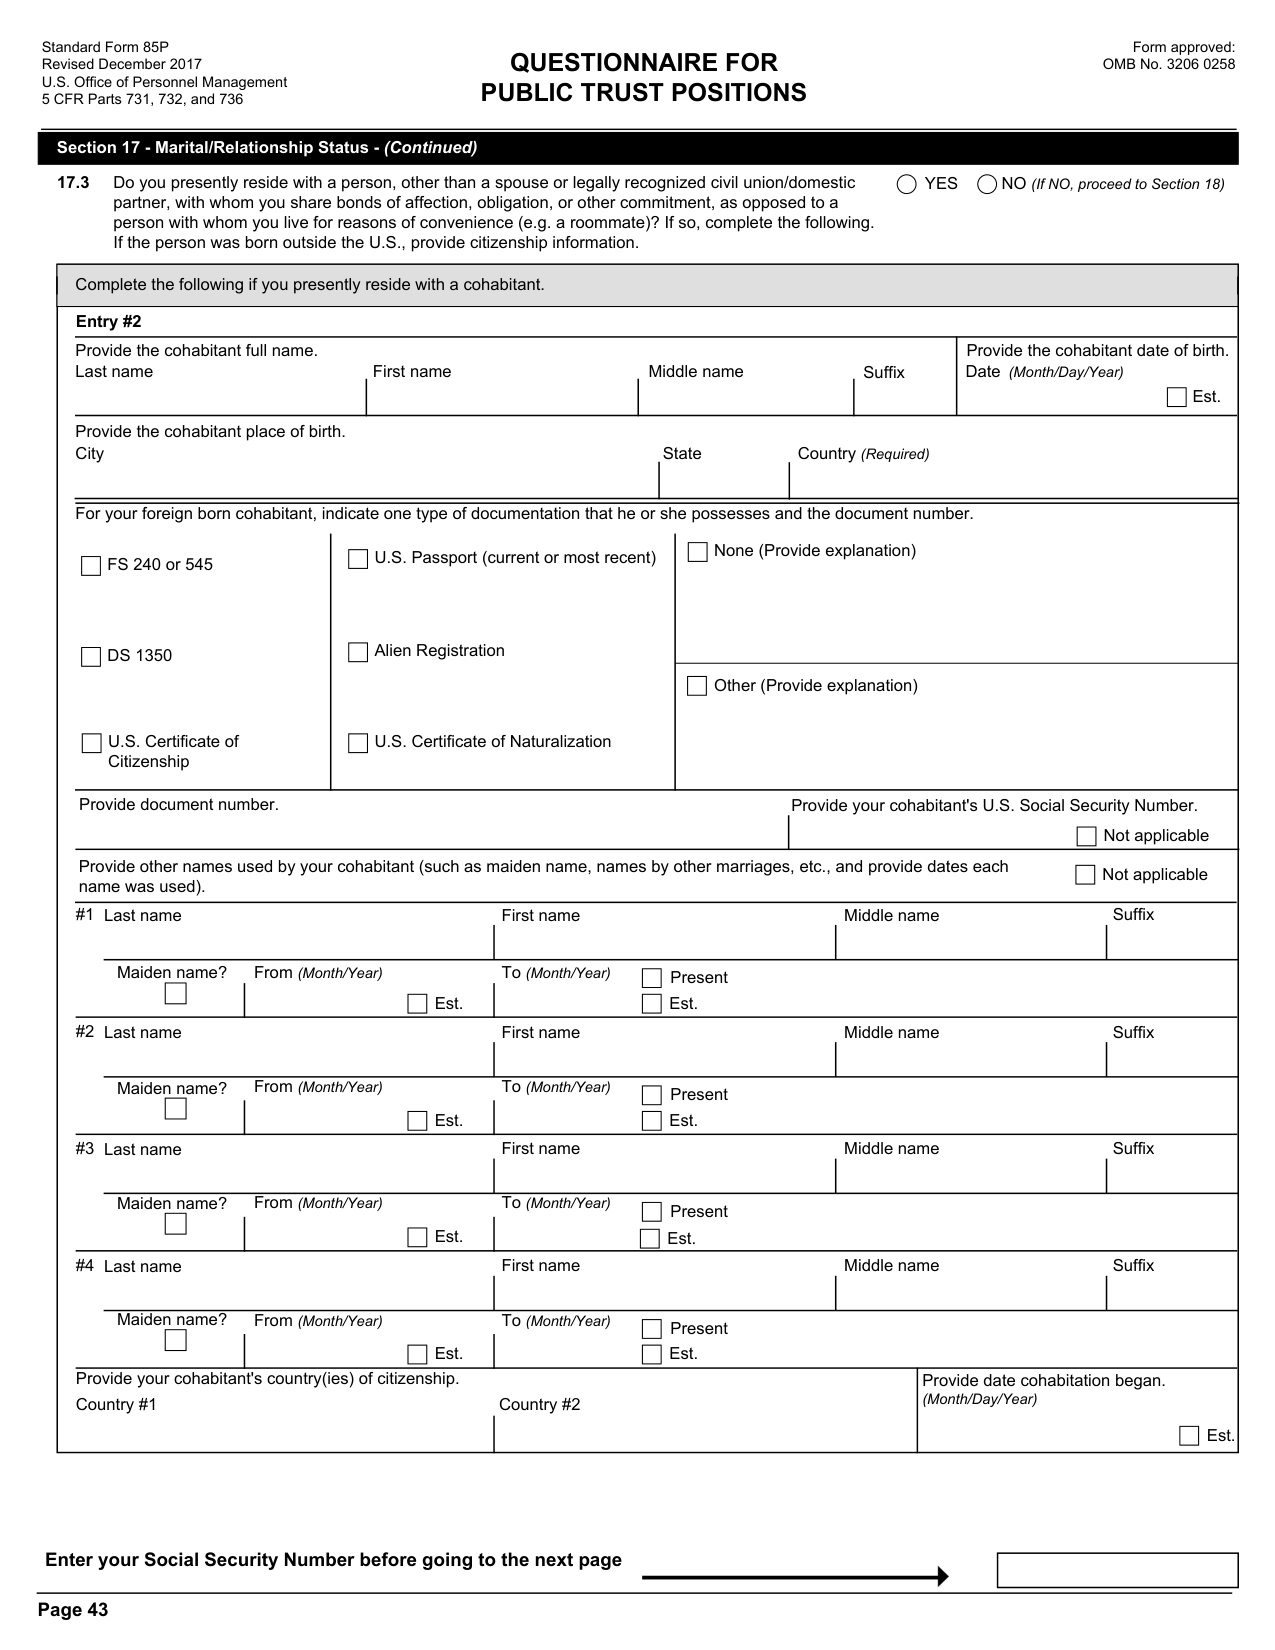 Standard Form 85P
Revised December 2017
U.S. Office of Personnel Management
5 CFR Parts 731, 732, and 736
QUESTIONNAIRE FOR
PUBLIC TRUST POSITIONS
Form approved:
OMB No. 3206 0258
Section 17 - Marital/Relationship Status - (Continued)
17.3 Do you presently reside with a person, other than a spouse or legally recognized civil union/domestic
partner, with whom you share bonds of affection, obligation, or other commitment, as opposed to a
person with whom you live for reasons of convenience (e.g. a roommate)? If so, complete the following.
If the person was born outside the U.S., provide citizenship information.
YES NO (If NO, proceed to Section 18)
Complete the following if you presently reside with a cohabitant.
Entry #2
Provide the cohabitant full name.
Last name First name Middle name Suffix
Provide the cohabitant date of birth.
Date (Month/Day/Year)
Est.
Provide the cohabitant place of birth.
City State Country (Required)
For your foreign born cohabitant, indicate one type of documentation that he or she possesses and the document number.
FS 240 or 545
DS 1350
U.S. Certificate of
Citizenship
U.S. Passport (current or most recent)
Alien Registration
U.S. Certificate of Naturalization
None (Provide explanation)
Other (Provide explanation)
Provide document number.
Provide your cohabitant's U.S. Social Security Number.
Not applicable
Provide other names used by your cohabitant (such as maiden name, names by other marriages, etc., and provide dates each
name was used).
Not applicable
#1 Last name First name Middle name Suffix
Maiden name? From (Month/Year) To (Month/Year) Present
Est. Est.
#2 Last name First name Middle name Suffix
Maiden name? From (Month/Year) To (Month/Year) Present
Est. Est.
#3 Last name First name Middle name Suffix
Maiden name? From (Month/Year) To (Month/Year) Present
Est. Est.
#4 Last name First name Middle name Suffix
Maiden name? From (Month/Year) To (Month/Year) Present
Est. Est.
Provide your cohabitant's country(ies) of citizenship.
Country #1 Country #2
Provide date cohabitation began.
(Month/Day/Year)
Est.
Enter your Social Security Number before going to the next page
Page 43